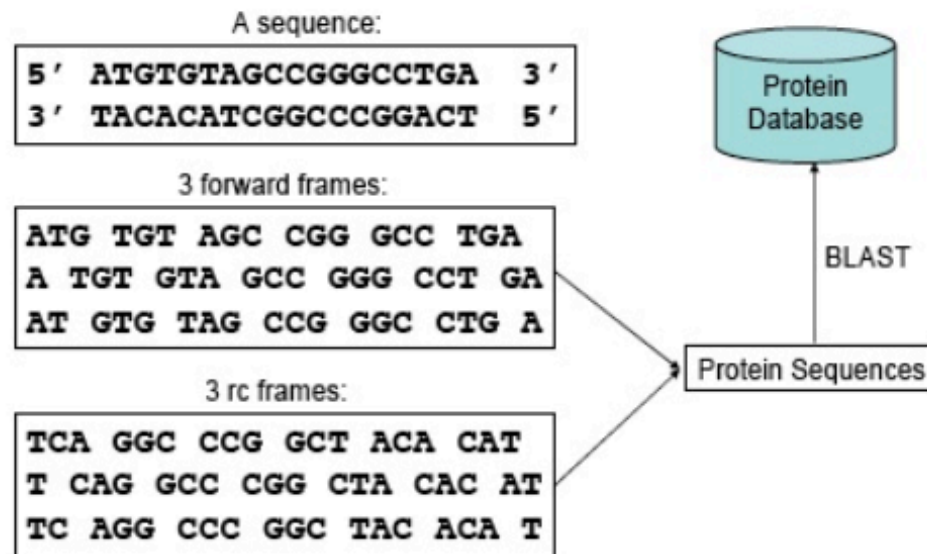 A sequence:
5′ ATGTGTAGCCGGGCCTGA 3′
3′ TACACATCGGCCCGGACT 5′
3 forward frames:
ATG TGT AGC CGG GCC TGA
A TGT GTA GCC GGG CCT GA
AT GTG TAG CCG GGC CTG A
3 rc frames:
TCA GGC CCG GCT ACA CAT
T CAG GCC CGG CTA CAC AT
TC AGG CCC GGC TAC ACA T
Protein
Database
BLAST
Protein Sequences